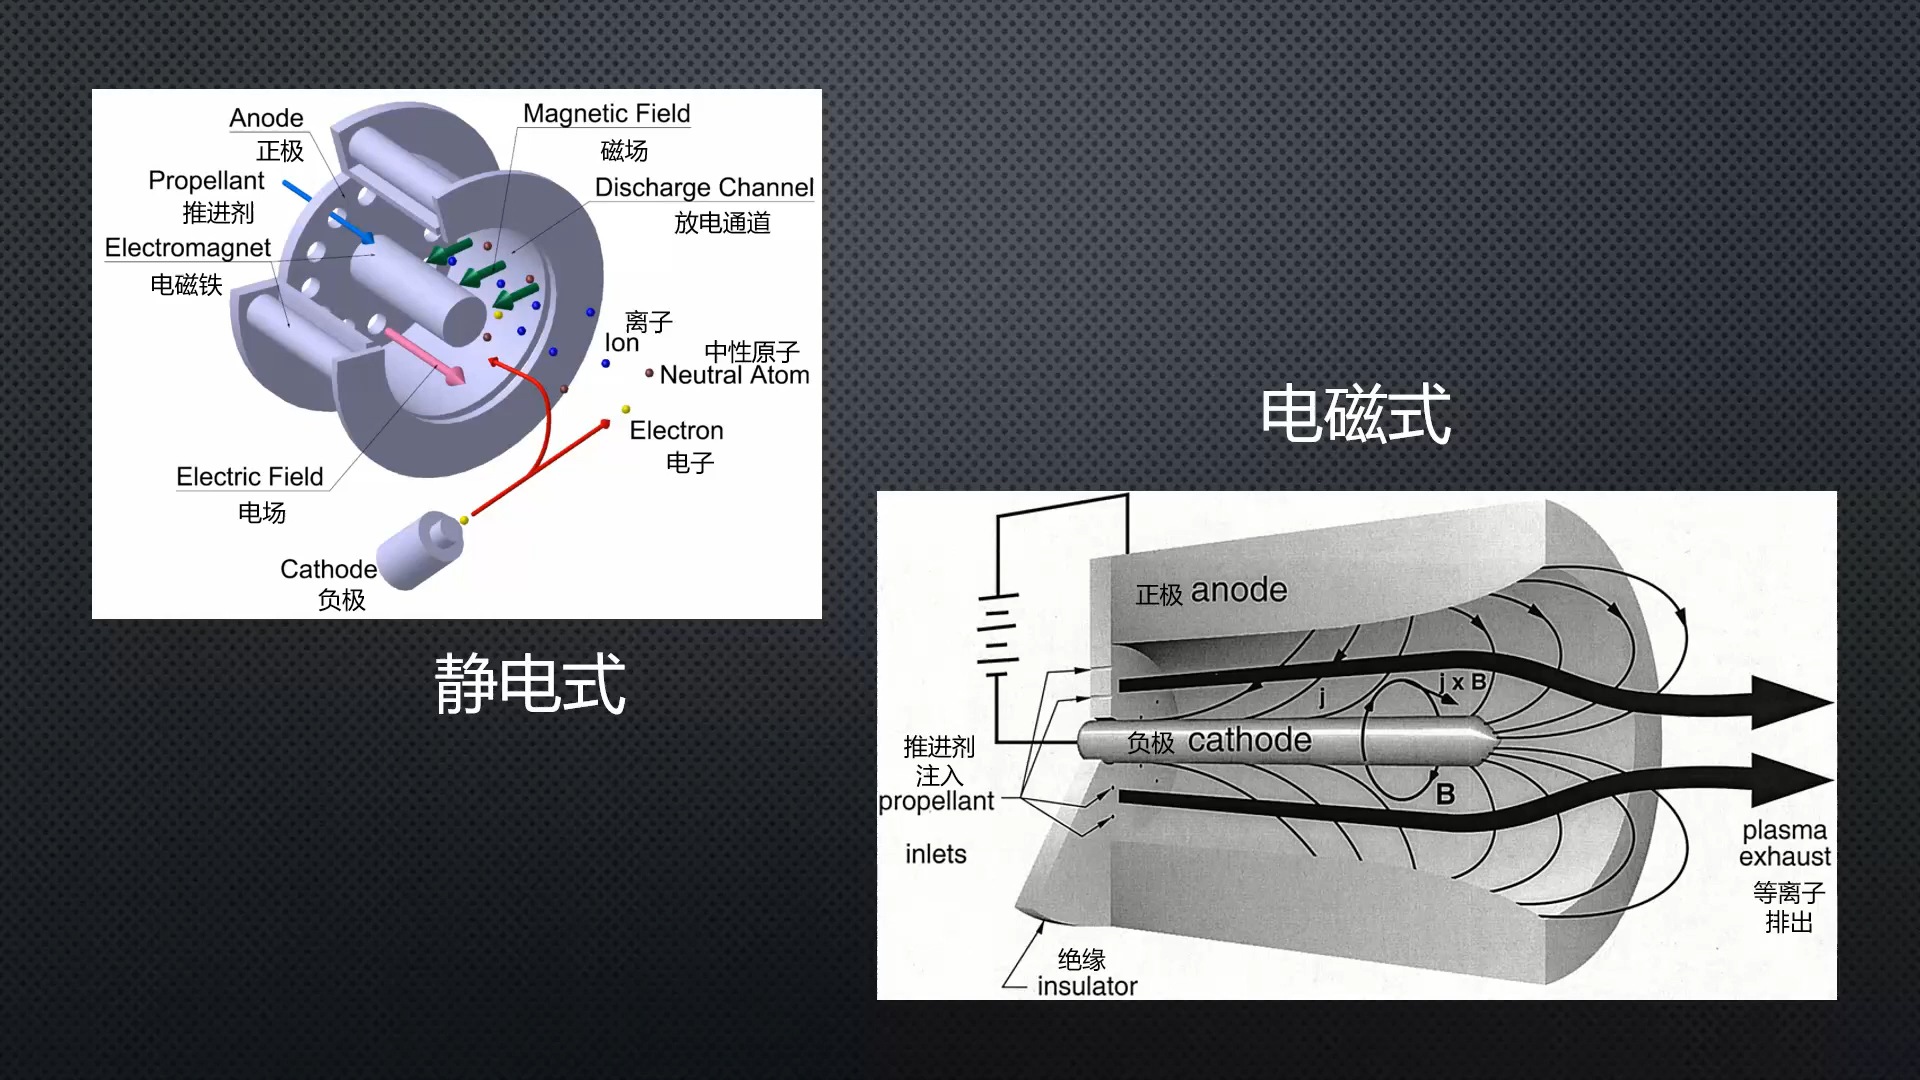 Anode
正极
Propellant
推进剂
Electromagnet
电磁铁
Magnetic Field
磁场
Discharge Channel
放电通道
离子
Ion
中性原子
Neutral Atom
Electron
电子
Electric Field
电场
Cathode
负极
静电式
电磁式
正极 anode
j x B
j
负极 cathode
B
推进剂
注入
propellant
inlets
plasma
exhaust
等离子
排出
绝缘
insulator